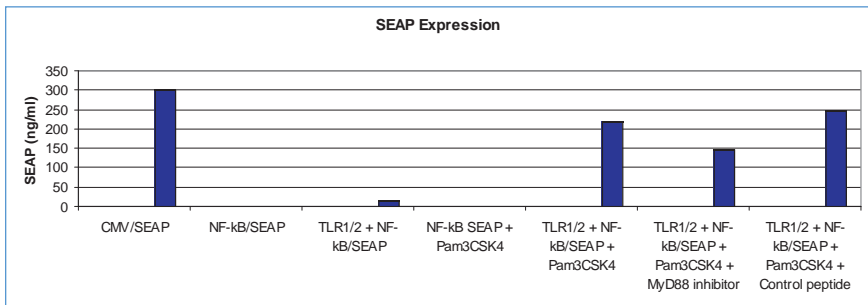 SEAP Expression
SEAP (ng/ml)
350
300
250
200
150
100
50
0
CMV/SEAP
NF-kB/SEAP
TLR1/2 + NF-
kB/SEAP
NF-kB SEAP +
Pam3CSK4
TLR1/2 + NF-
kB/SEAP +
Pam3CSK4
TLR1/2 + NF-
kB/SEAP +
Pam3CSK4 +
MyD88 inhibitor
TLR1/2 + NF-
kB/SEAP +
Pam3CSK4 +
Control peptide